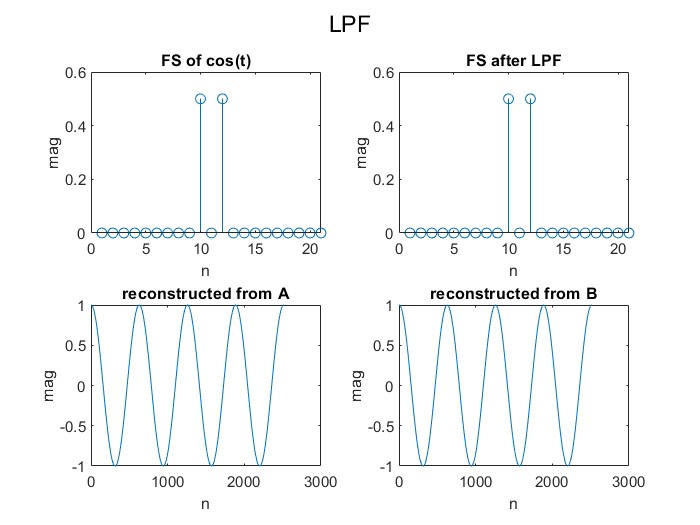 LPF
FS of cos(t)
0.6
0.4
0.2
0
mag
0 5 10 15 20
n
FS after LPF
0.6
0.4
0.2
0
mag
0 5 10 15 20
n
reconstructed from A
1
0.5
0
-0.5
-1
mag
0 1000 2000 3000
n
reconstructed from B
1
0.5
0
-0.5
-1
mag
0 1000 2000 3000
n